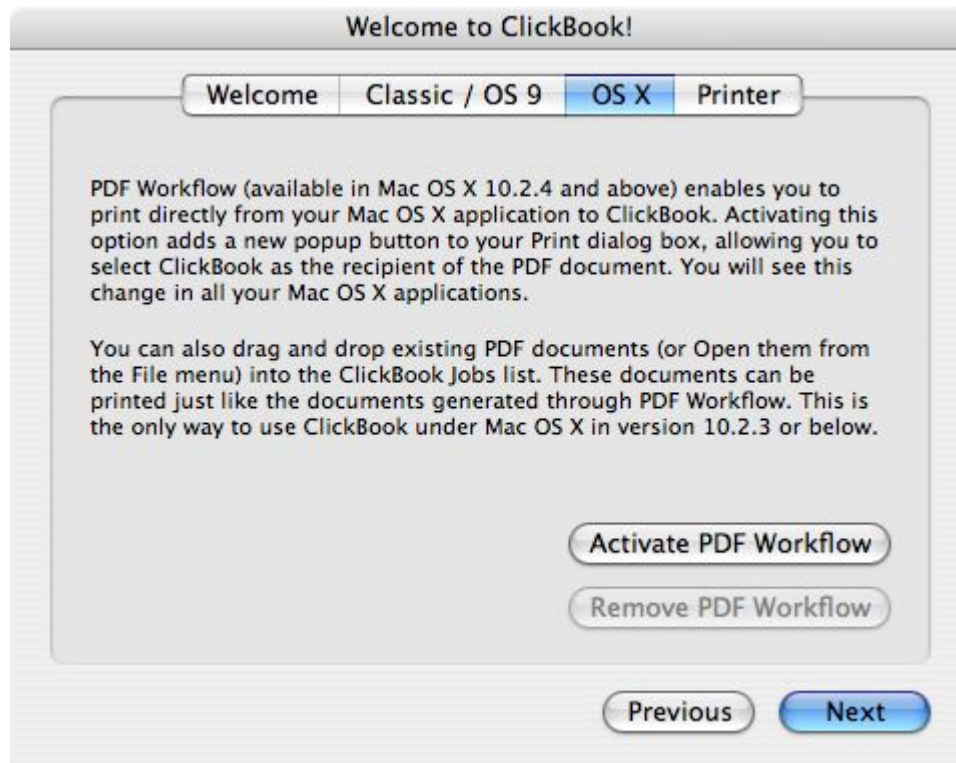 Welcome to ClickBook!
Welcome
Classic / OS 9
OS X
Printer
PDF Workflow (available in Mac OS X 10.2.4 and above) enables you to
print directly from your Mac OS X application to ClickBook. Activating this
option adds a new popup button to your Print dialog box, allowing you to
select ClickBook as the recipient of the PDF document. You will see this
change in all your Mac OS X applications.
You can also drag and drop existing PDF documents (or Open them from
the File menu) into the ClickBook Jobs list. These documents can be
printed just like the documents generated through PDF Workflow. This is
the only way to use ClickBook under Mac OS X in version 10.2.3 or below.
Activate PDF Workflow
Remove PDF Workflow
Previous
Next